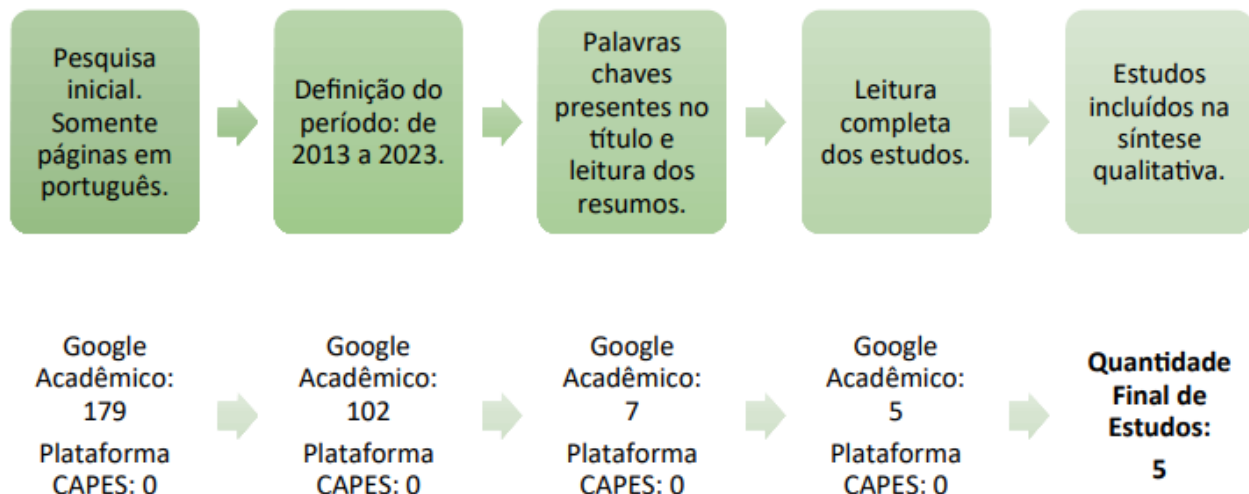 Pesquisa
inicial.
Somente
páginas em
português.
Definição do
período: de
2013 a 2023.
Palavras
chaves
presentes no
título e
leitura dos
resumos.
Leitura
completa
dos estudos.
Estudos
incluídos na
síntese
qualitativa.
Google
Acadêmico:
179
Plataforma
CAPES: 0
Google
Acadêmico:
102
Plataforma
CAPES: 0
Google
Acadêmico:
7
Plataforma
CAPES: 0
Google
Acadêmico:
5
Plataforma
CAPES: 0
Quantidade
Final de
Estudos:
5